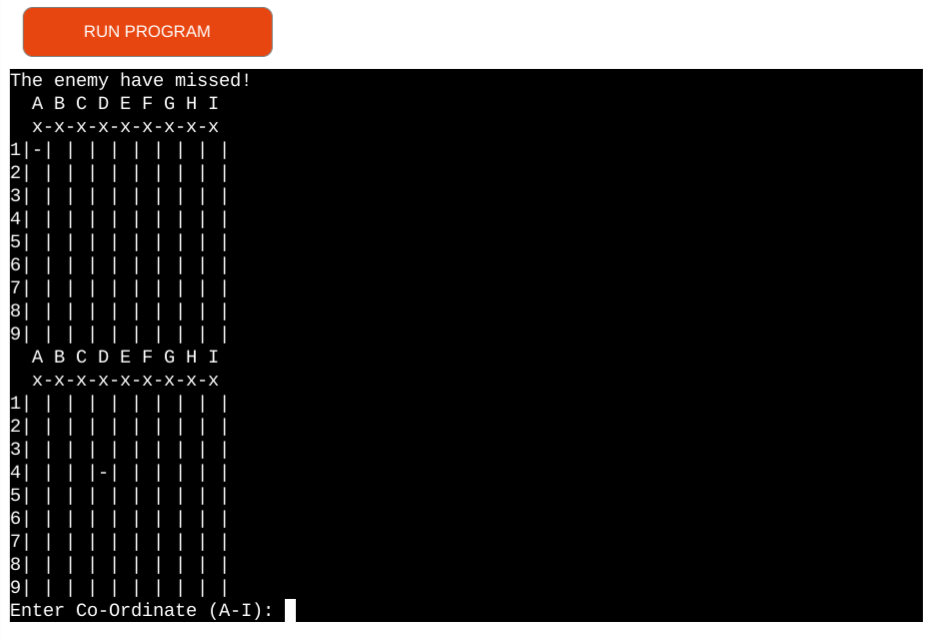 RUN PROGRAM
The enemy have missed!
  A B C D E F G H I
  x-x-x-x-x-x-x-x-x
1|-| | | | | | | | |
2| | | | | | | | | |
3| | | | | | | | | |
4| | | | | | | | | |
5| | | | | | | | | |
6| | | | | | | | | |
7| | | | | | | | | |
8| | | | | | | | | |
9| | | | | | | | | |
  A B C D E F G H I
  x-x-x-x-x-x-x-x-x
1| | | | | | | | | |
2| | | | | | | | | |
3| | | | | | | | | |
4| | | |-| | | | | |
5| | | | | | | | | |
6| | | | | | | | | |
7| | | | | | | | | |
8| | | | | | | | | |
9| | | | | | | | | |
Enter Co-Ordinate (A-I):